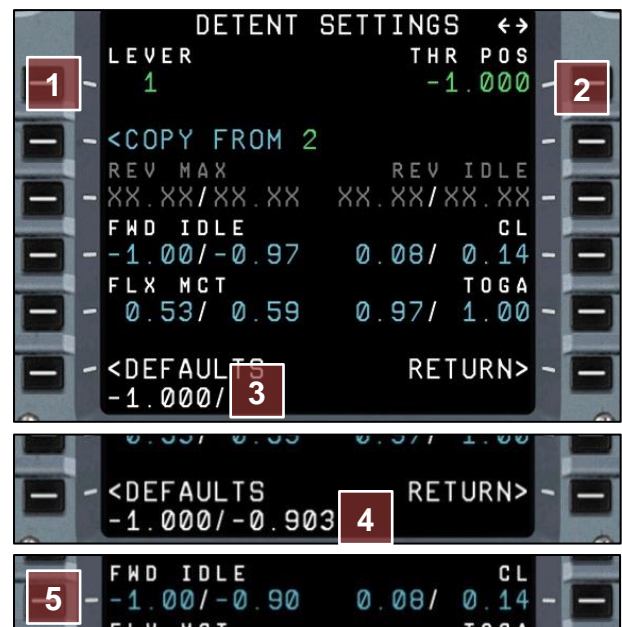 DETENT SETTINGS ←→
LEVER THR POS
1 1 -1.000 2
<COPY FROM 2
REV MAX REV IDLE
XX.XX/XX.XX XX.XX/XX.XX
FWD IDLE CL
-1.00/-0.97 0.08/ 0.14
FLX MCT TOGA
0.53/ 0.59 0.97/ 1.00
<DEFAULTS RETURN>
-1.000/ 3
<DEFAULTS RETURN>
-1.000/-0.903 4
FWD IDLE CL
5 -1.00/-0.90 0.08/ 0.14